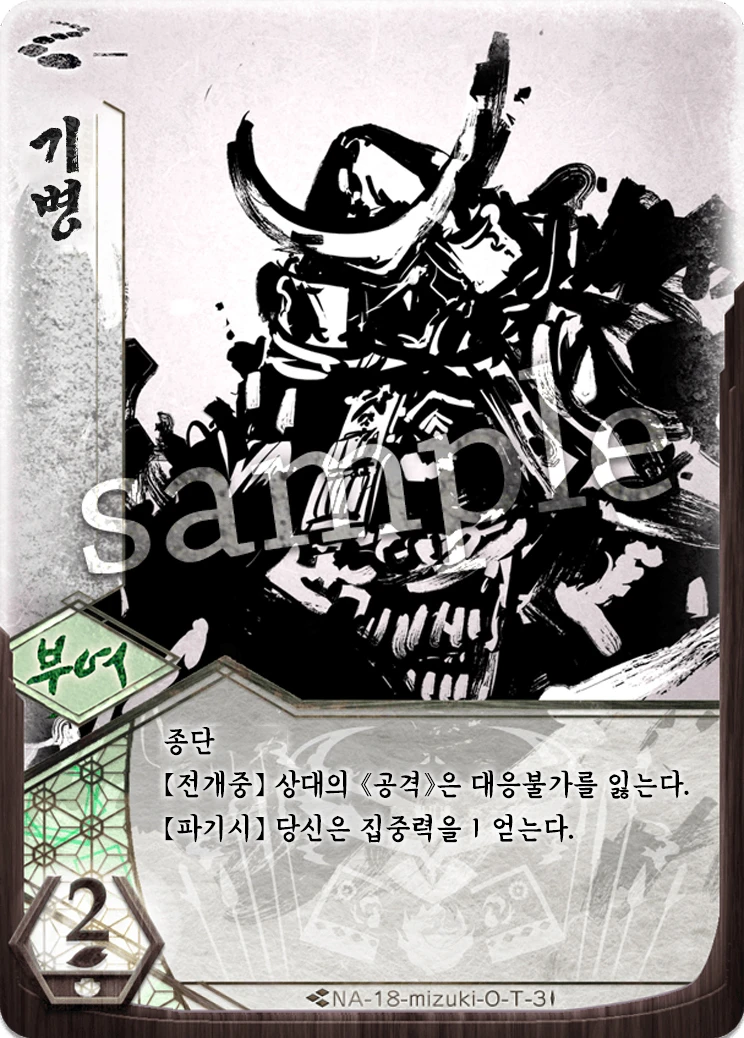 기병
sample
부여
종단
【전개중】 상대의 《공격》은 대응불가를 잃는다.
【파기시】 당신은 집중력을 1 얻는다.
2
NA-18-mizuki-O-T-3